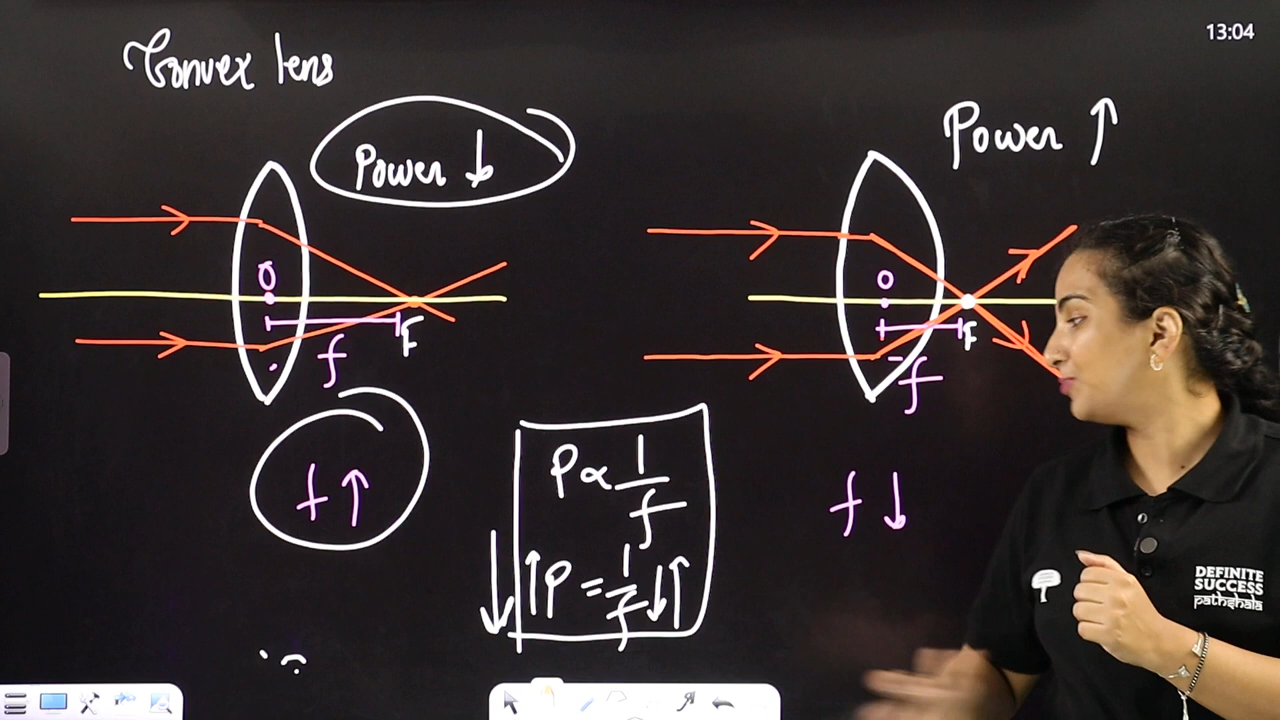 13:04
Convex lens
Power ↓
Power ↑
O
F
f
O
F
f
f ↑
f ↓
P ∝ 1/f
↓ ↑ P = 1/f ↓ ↑
DEFINITE
SUCCESS
pathshala